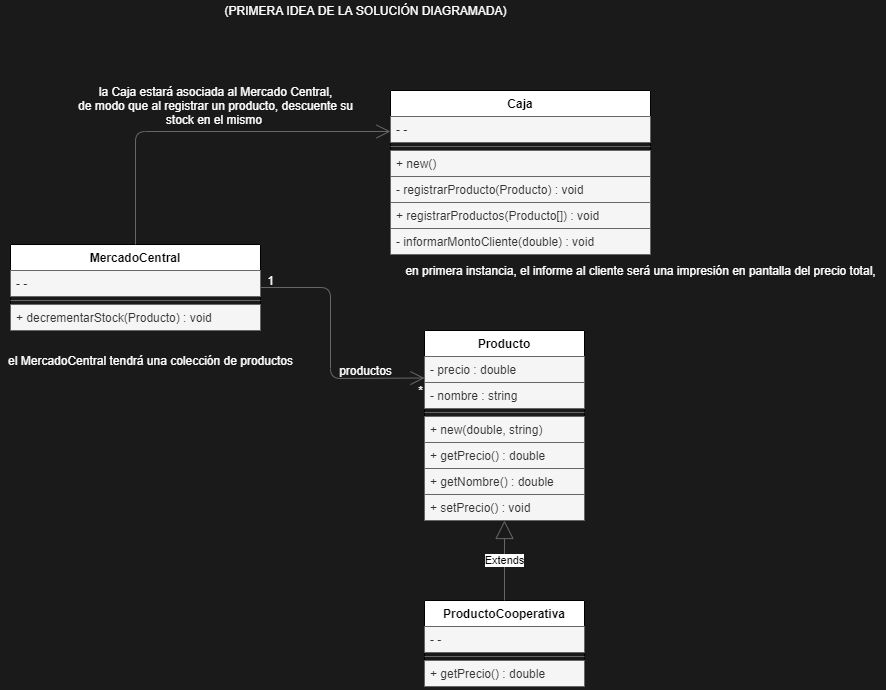 (PRIMERA IDEA DE LA SOLUCIÓN DIAGRAMADA)
la Caja estará asociada al Mercado Central,
de modo que al registrar un producto, descuente su
stock en el mismo
Caja
- -
+ new()
- registrarProducto(Producto) : void
+ registrarProductos(Producto[]) : void
- informarMontoCliente(double) : void
en primera instancia, el informe al cliente será una impresión en pantalla del precio total,
MercadoCentral
- -
+ decrementarStock(Producto) : void
1
el MercadoCentral tendrá una colección de productos
productos
*
Producto
- precio : double
- nombre : string
+ new(double, string)
+ getPrecio() : double
+ getNombre() : double
+ setPrecio() : void
Extends
ProductoCooperativa
- -
+ getPrecio() : double